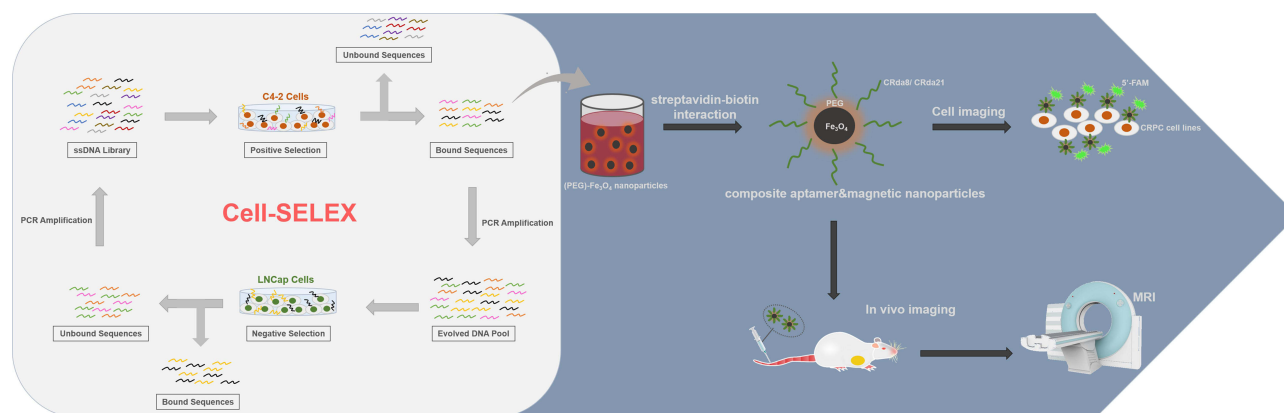 Unbound Sequences
C4-2 Cells
ssDNA Library
Positive Selection
Bound Sequences
PCR Amplification
Cell-SELEX
PCR Amplification
LNCap Cells
Unbound Sequences
Negative Selection
Evolved DNA Pool
Bound Sequences
(PEG)-Fe₃O₄ nanoparticles
streptavidin-biotin
interaction
CRda8/ CRda21
PEG
Fe₃O₄
composite aptamer&magnetic nanoparticles
Cell imaging
5'-FAM
CRPC cell lines
In vivo imaging
MRI